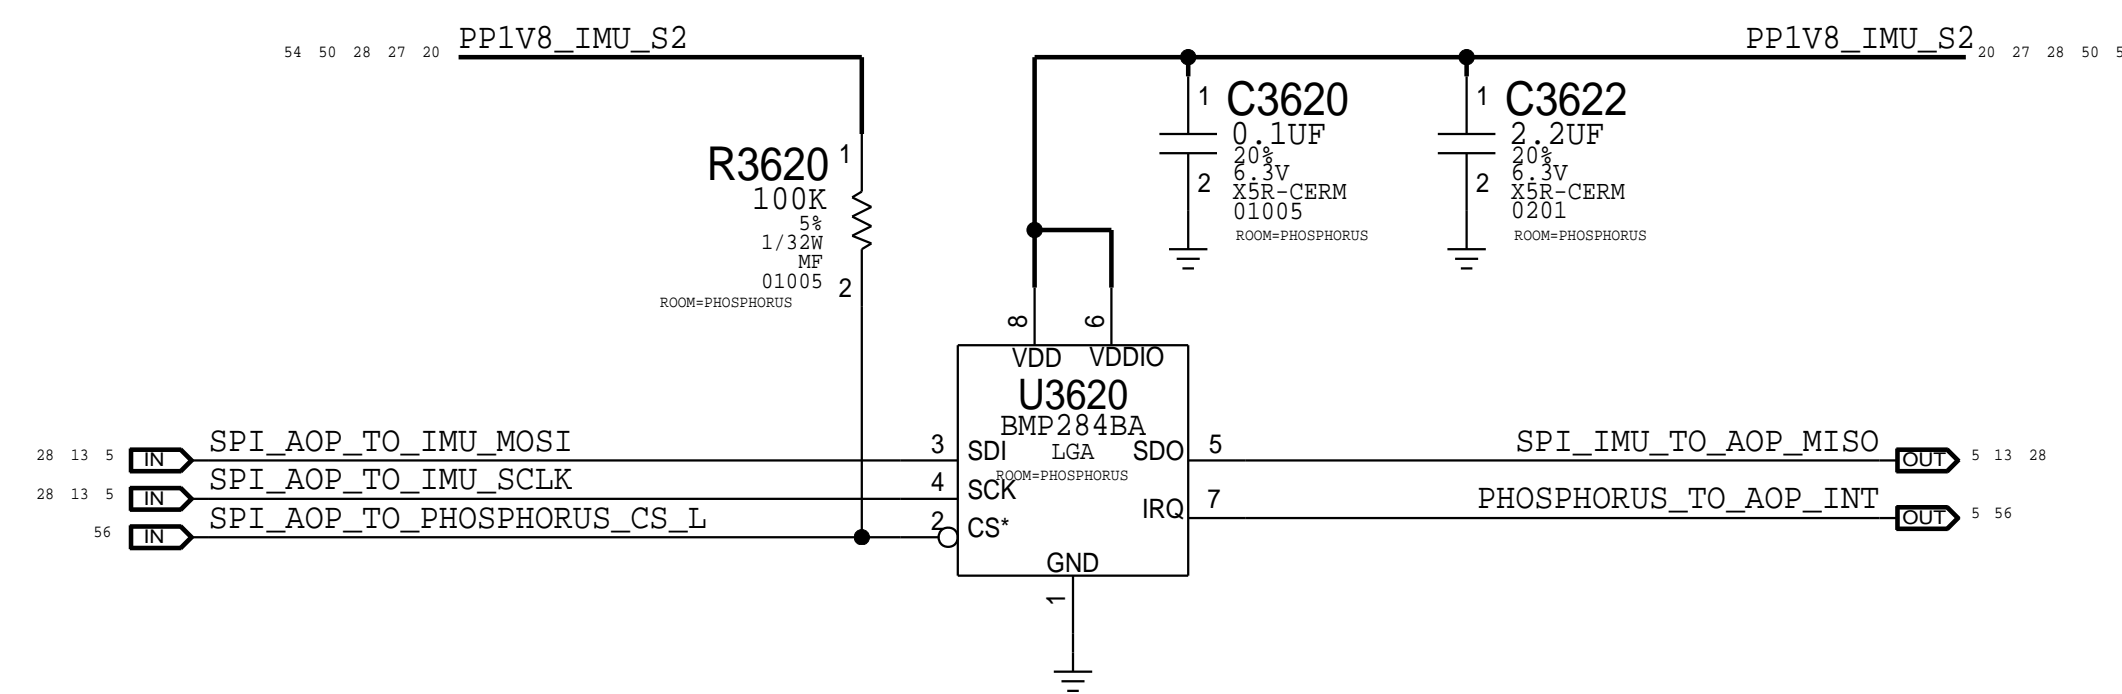 54 50 28 27 20 PP1V8_IMU_S2
PP1V8_IMU_S2 20 27 28 50 5
R3620 1
100K
5%
1/32W
MF
01005 2
ROOM=PHOSPHORUS
1 C3620
0.1UF
20%
6.3V
2 X5R-CERM
01005
ROOM=PHOSPHORUS
1 C3622
2.2UF
20%
6.3V
2 X5R-CERM
0201
ROOM=PHOSPHORUS
8 6
VDD VDDIO
U3620
BMP284BA
LGA
ROOM=PHOSPHORUS
28 13 5 IN SPI_AOP_TO_IMU_MOSI 3 SDI
28 13 5 IN SPI_AOP_TO_IMU_SCLK 4 SCK
56 IN SPI_AOP_TO_PHOSPHORUS_CS_L 2 CS*
SDO 5 SPI_IMU_TO_AOP_MISO OUT 5 13 28
IRQ 7 PHOSPHORUS_TO_AOP_INT OUT 5 56
GND
1